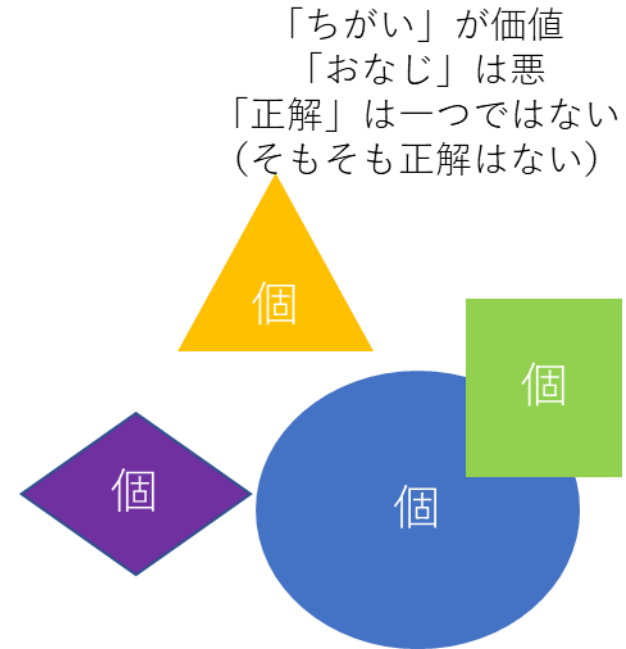 「ちがい」が価値
「おなじ」は悪
「正解」は一つではない
（そもそも正解はない）
個
個
個
個